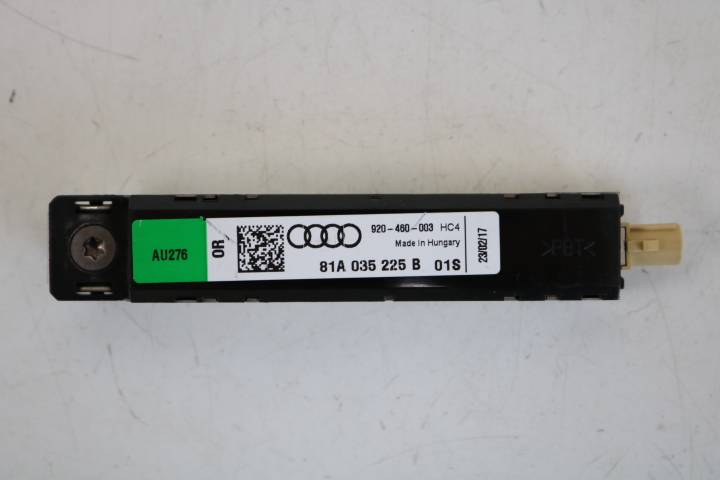 AU276
OR
920-460-003 HC4
Made in Hungary
81A 035 225 B 01S
23/02/17
>PBT<